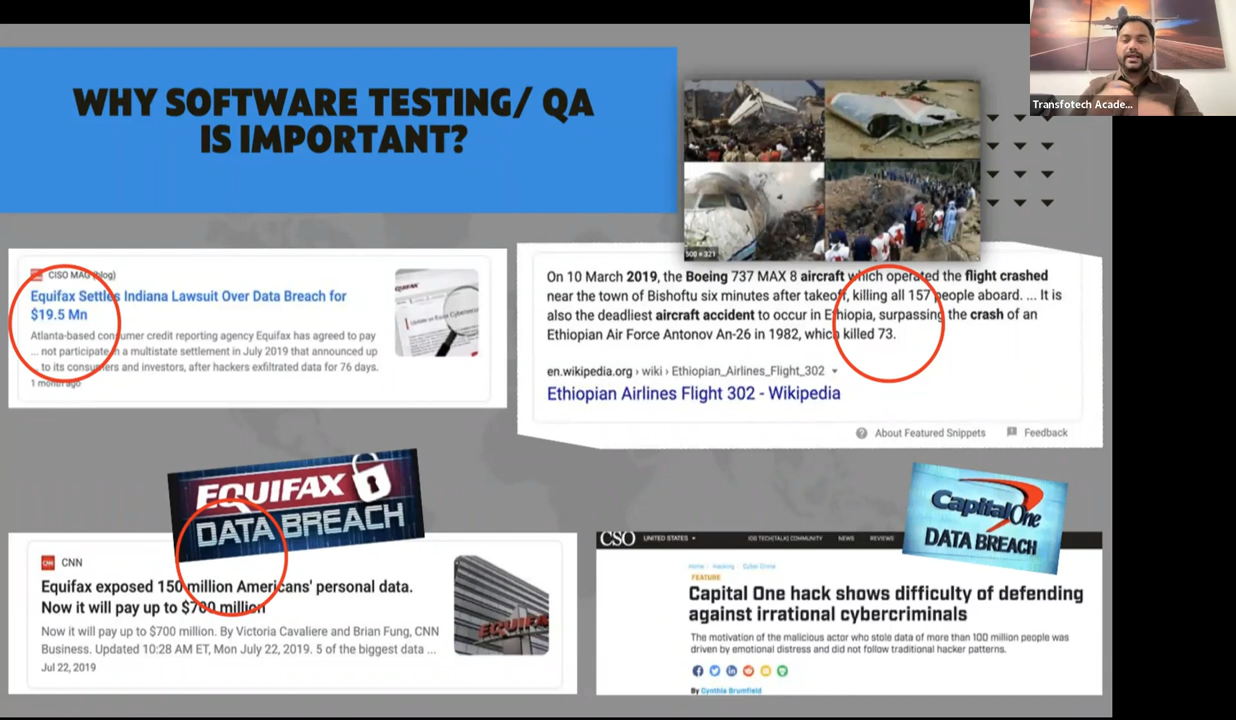 Transfotech Acade...
WHY SOFTWARE TESTING/ QA
IS IMPORTANT?
500 × 321
CISO MAG (blog)
Equifax Settles Indiana Lawsuit Over Data Breach for
$19.5 Mn
Atlanta-based consumer credit reporting agency Equifax has agreed to pay
... not participate in a multistate settlement in July 2019 that announced up
... to its consumers and investors, after hackers exfiltrated data for 76 days.
1 month ago
On 10 March 2019, the Boeing 737 MAX 8 aircraft which operated the flight crashed
near the town of Bishoftu six minutes after takeoff, killing all 157 people aboard. ... It is
also the deadliest aircraft accident to occur in Ethiopia, surpassing the crash of an
Ethiopian Air Force Antonov An-26 in 1982, which killed 73.
en.wikipedia.org › wiki › Ethiopian_Airlines_Flight_302
Ethiopian Airlines Flight 302 - Wikipedia
About Featured Snippets
Feedback
EQUIFAX
DATA BREACH
CNN
Equifax exposed 150 million Americans' personal data.
Now it will pay up to $700 million
Now it will pay up to $700 million. By Victoria Cavaliere and Brian Fung, CNN
Business. Updated 10:28 AM ET, Mon July 22, 2019. 5 of the biggest data ...
Jul 22, 2019
EQUIFAX
Capital One
DATA BREACH
CSO
UNITED STATES
NEWS
REVIEWS
Home › Hacking › Cyber Crime
FEATURE
Capital One hack shows difficulty of defending
against irrational cybercriminals
The motivation of the malicious actor who stole data of more than 100 million people was
driven by emotional distress and did not follow traditional hacker patterns.
By Cynthia Brumfield